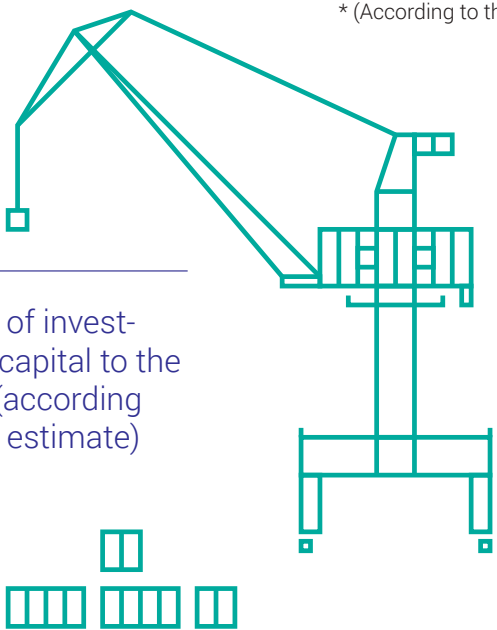 * (According to th
of invest-
capital to the
(according
estimate)